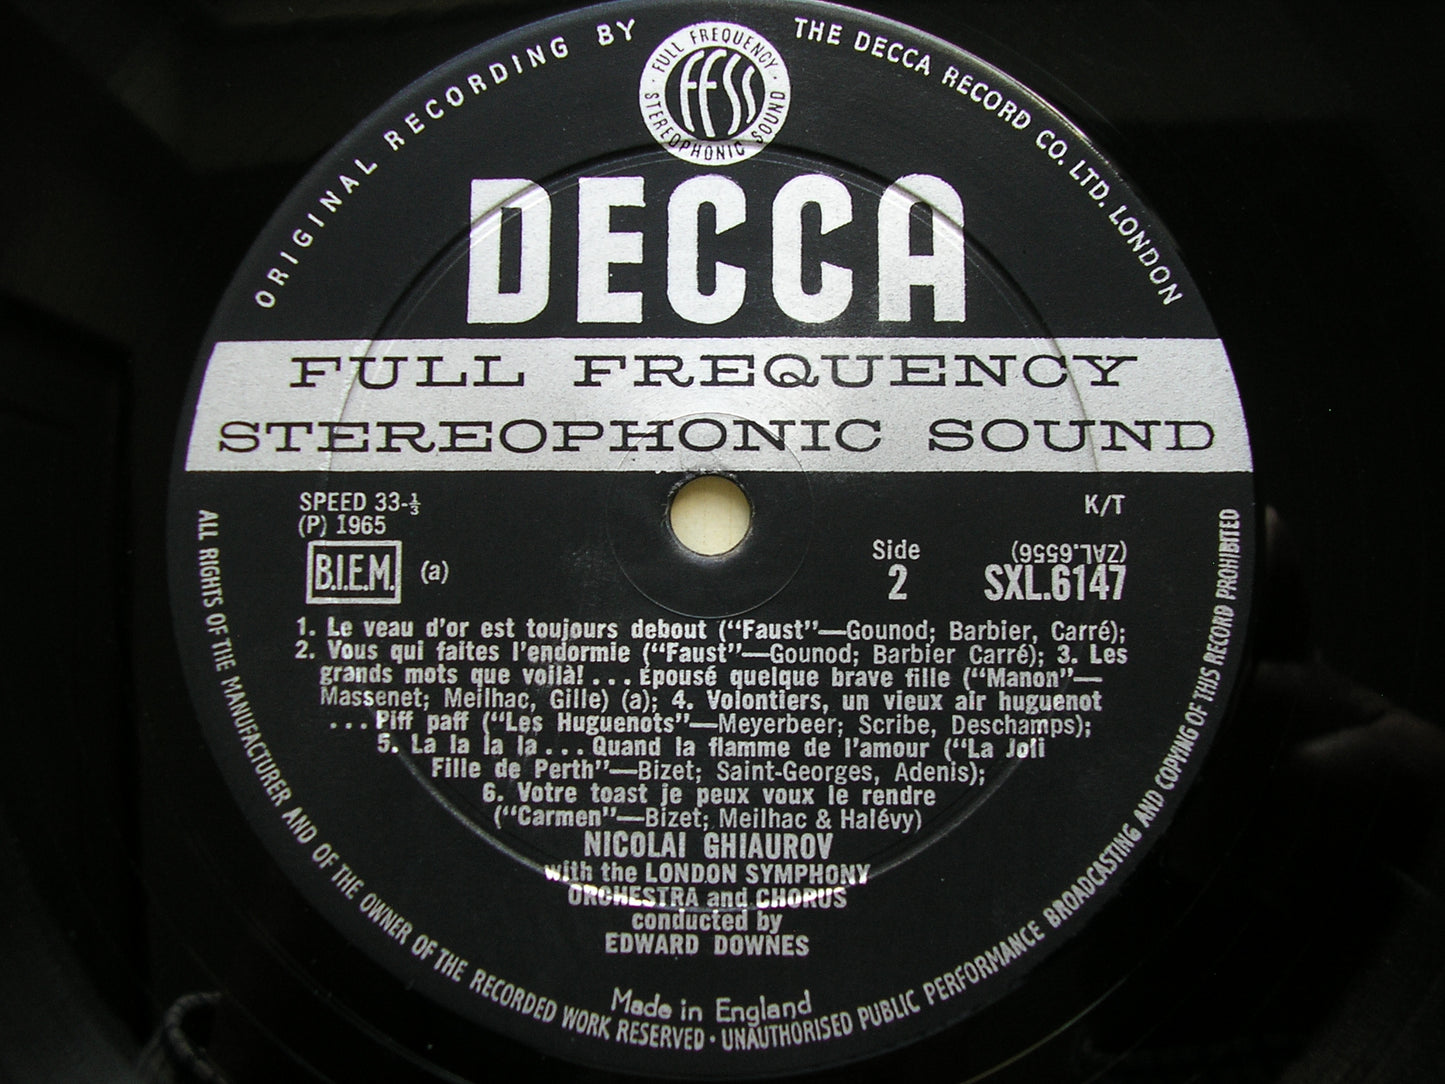 ORIGINAL RECORDING BY THE DECCA RECORD CO. LTD. LONDON
FULL FREQUENCY
FFSS
STEREOPHONIC SOUND
DECCA
FULL FREQUENCY
STEREOPHONIC SOUND
SPEED 33-⅓
(P) 1965
B.I.E.M. (a)
K/T
Side
2
(ZAL.6556)
SXL.6147
1. Le veau d'or est toujours debout ("Faust"—Gounod; Barbier, Carré);
2. Vous qui faites l'endormie ("Faust"—Gounod; Barbier Carré); 3. Les
grands mots que voilà!...Épousé quelque brave fille ("Manon"—
Massenet; Meilhac, Gille) (a); 4. Volontiers, un vieux air huguenot
...Piff paff ("Les Huguenots"—Meyerbeer; Scribe, Deschamps);
5. La la la la...Quand la flamme de l'amour ("La Joli
Fille de Perth"—Bizet; Saint-Georges, Adenis);
6. Votre toast je peux voux le rendre
("Carmen"—Bizet; Meilhac & Halévy)
NICOLAI GHIAUROV
with the LONDON SYMPHONY
ORCHESTRA and CHORUS
conducted by
EDWARD DOWNES
Made in England
ALL RIGHTS OF THE MANUFACTURER AND OF THE OWNER OF THE RECORDED WORK RESERVED · UNAUTHORISED PUBLIC PERFORMANCE BROADCASTING AND COPYING OF THIS RECORD PROHIBITED